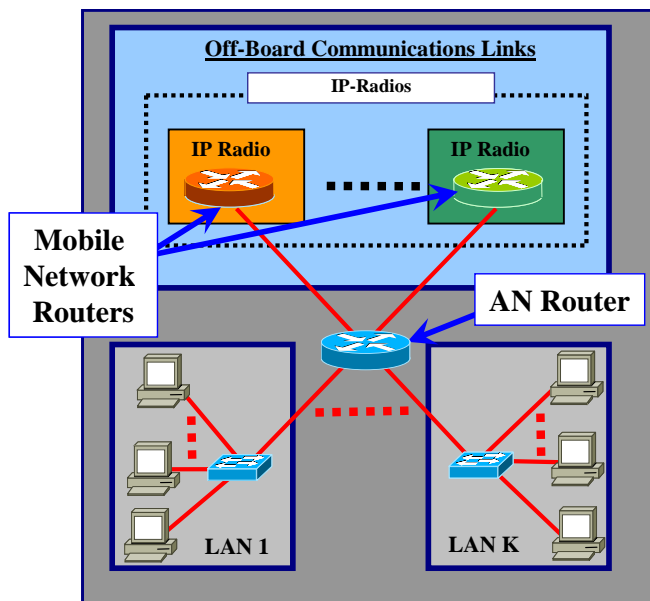 Off-Board Communications Links
IP-Radios
IP Radio
IP Radio
Mobile
Network
Routers
AN Router
LAN 1
LAN K